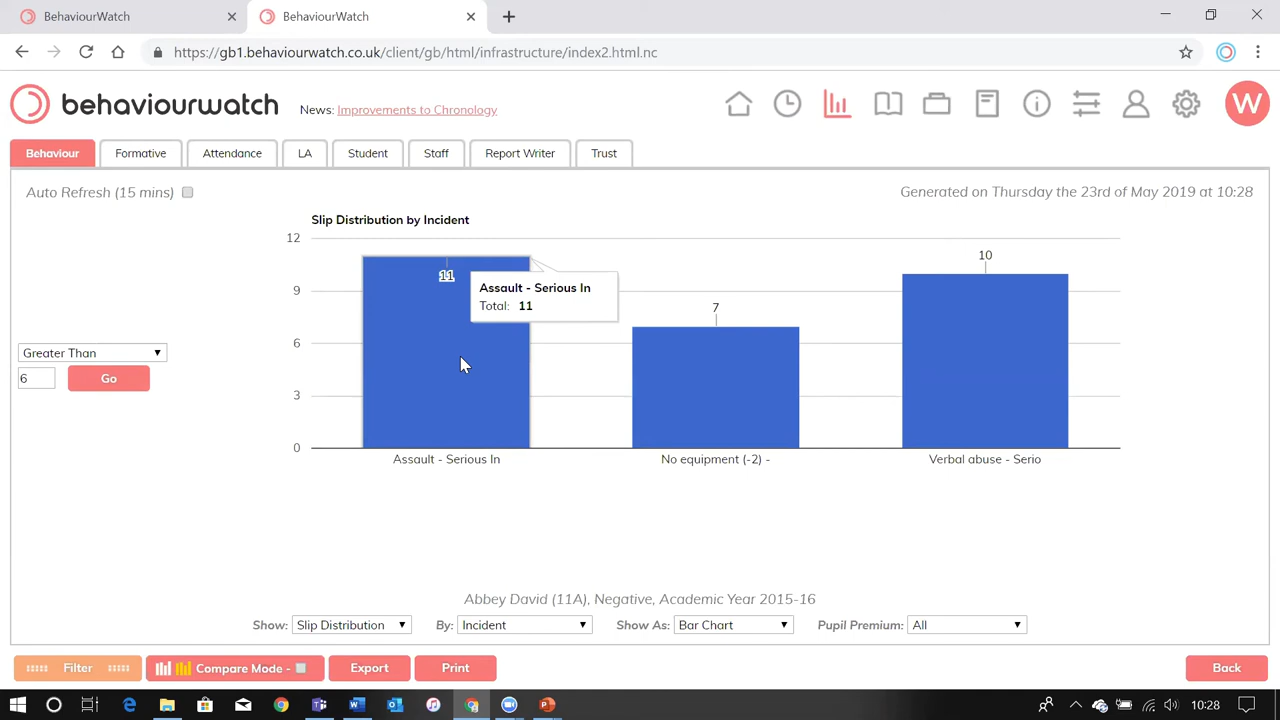 BehaviourWatch
BehaviourWatch
https://gb1.behaviourwatch.co.uk/client/gb/html/infrastructure/index2.html.nc
behaviourwatch
News: Improvements to Chronology
W
Behaviour Formative Attendance LA Student Staff Report Writer Trust
Auto Refresh (15 mins)
Generated on Thursday the 23rd of May 2019 at 10:28
Slip Distribution by Incident
12
9
6
3
0
11
Assault - Serious In
Total: 11
7
10
Assault - Serious In
No equipment (-2) -
Verbal abuse - Serio
Greater Than
6 Go
Abbey David (11A), Negative, Academic Year 2015-16
Show: Slip Distribution By: Incident Show As: Bar Chart Pupil Premium: All
Filter Compare Mode - Export Print Back
10:28